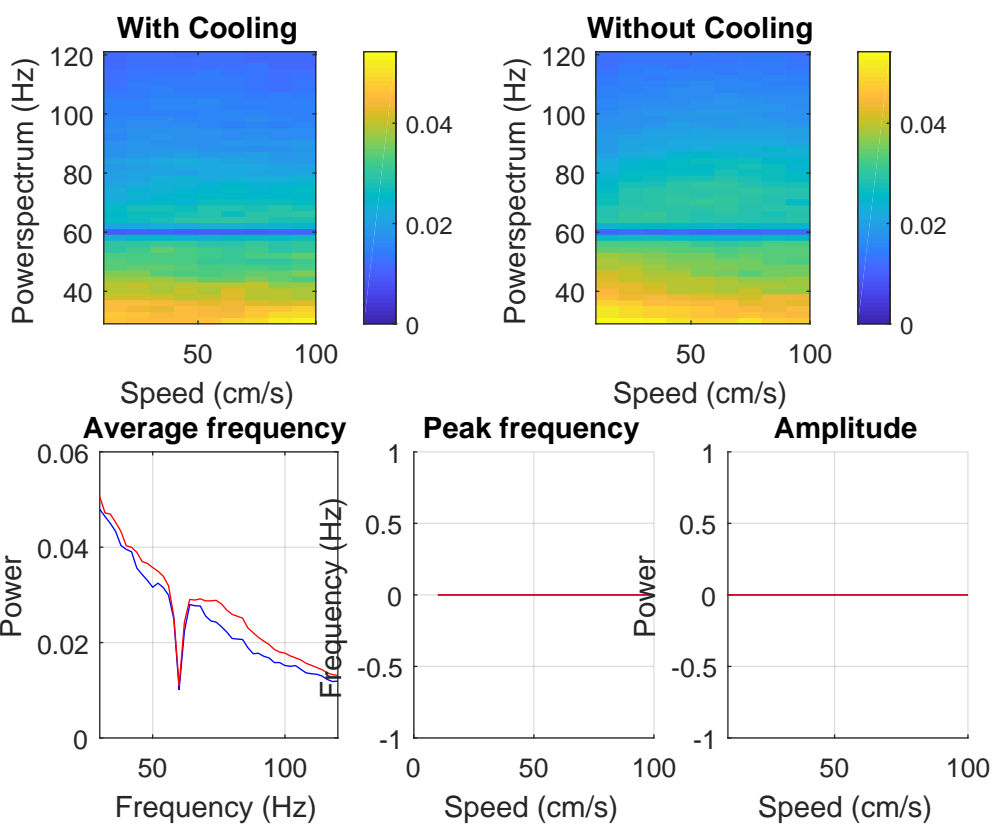 With Cooling
Without Cooling
Powerspectrum (Hz)
120
100
80
60
40
50
100
Speed (cm/s)
0.04
0.02
0
Powerspectrum (Hz)
120
100
80
60
40
50
100
Speed (cm/s)
0.04
0.02
0
Average frequency
Power
0.06
0.04
0.02
0
50
100
Frequency (Hz)
Peak frequency
Frequency (Hz)
1
0.5
0
-0.5
-1
0
50
100
Speed (cm/s)
Amplitude
Power
1
0.5
0
-0.5
-1
50
100
Speed (cm/s)